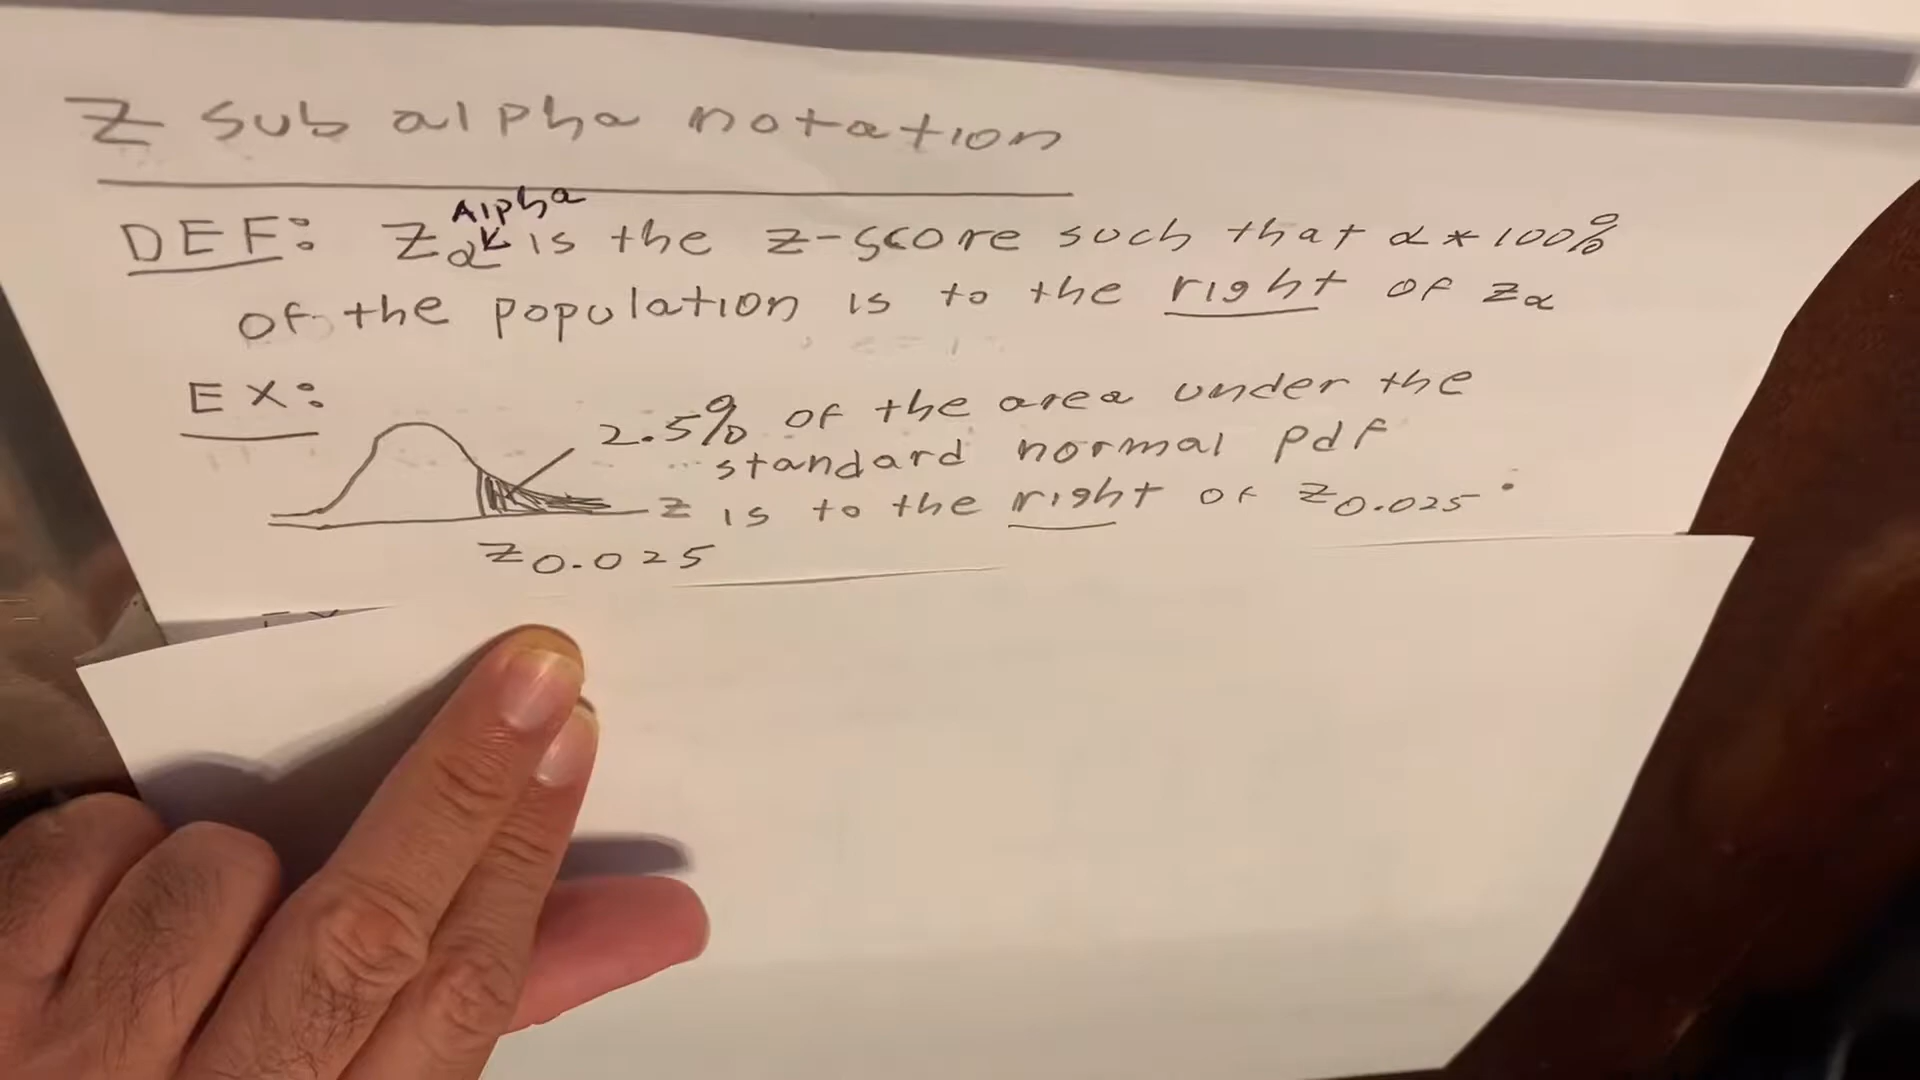 Z sub alpha notation
Alpha
DEF: Zα is the z-score such that α * 100%
of the population is to the right of zα
EX:
2.5% of the area under the
standard normal pdf
z is to the right of z0.025.
z0.025